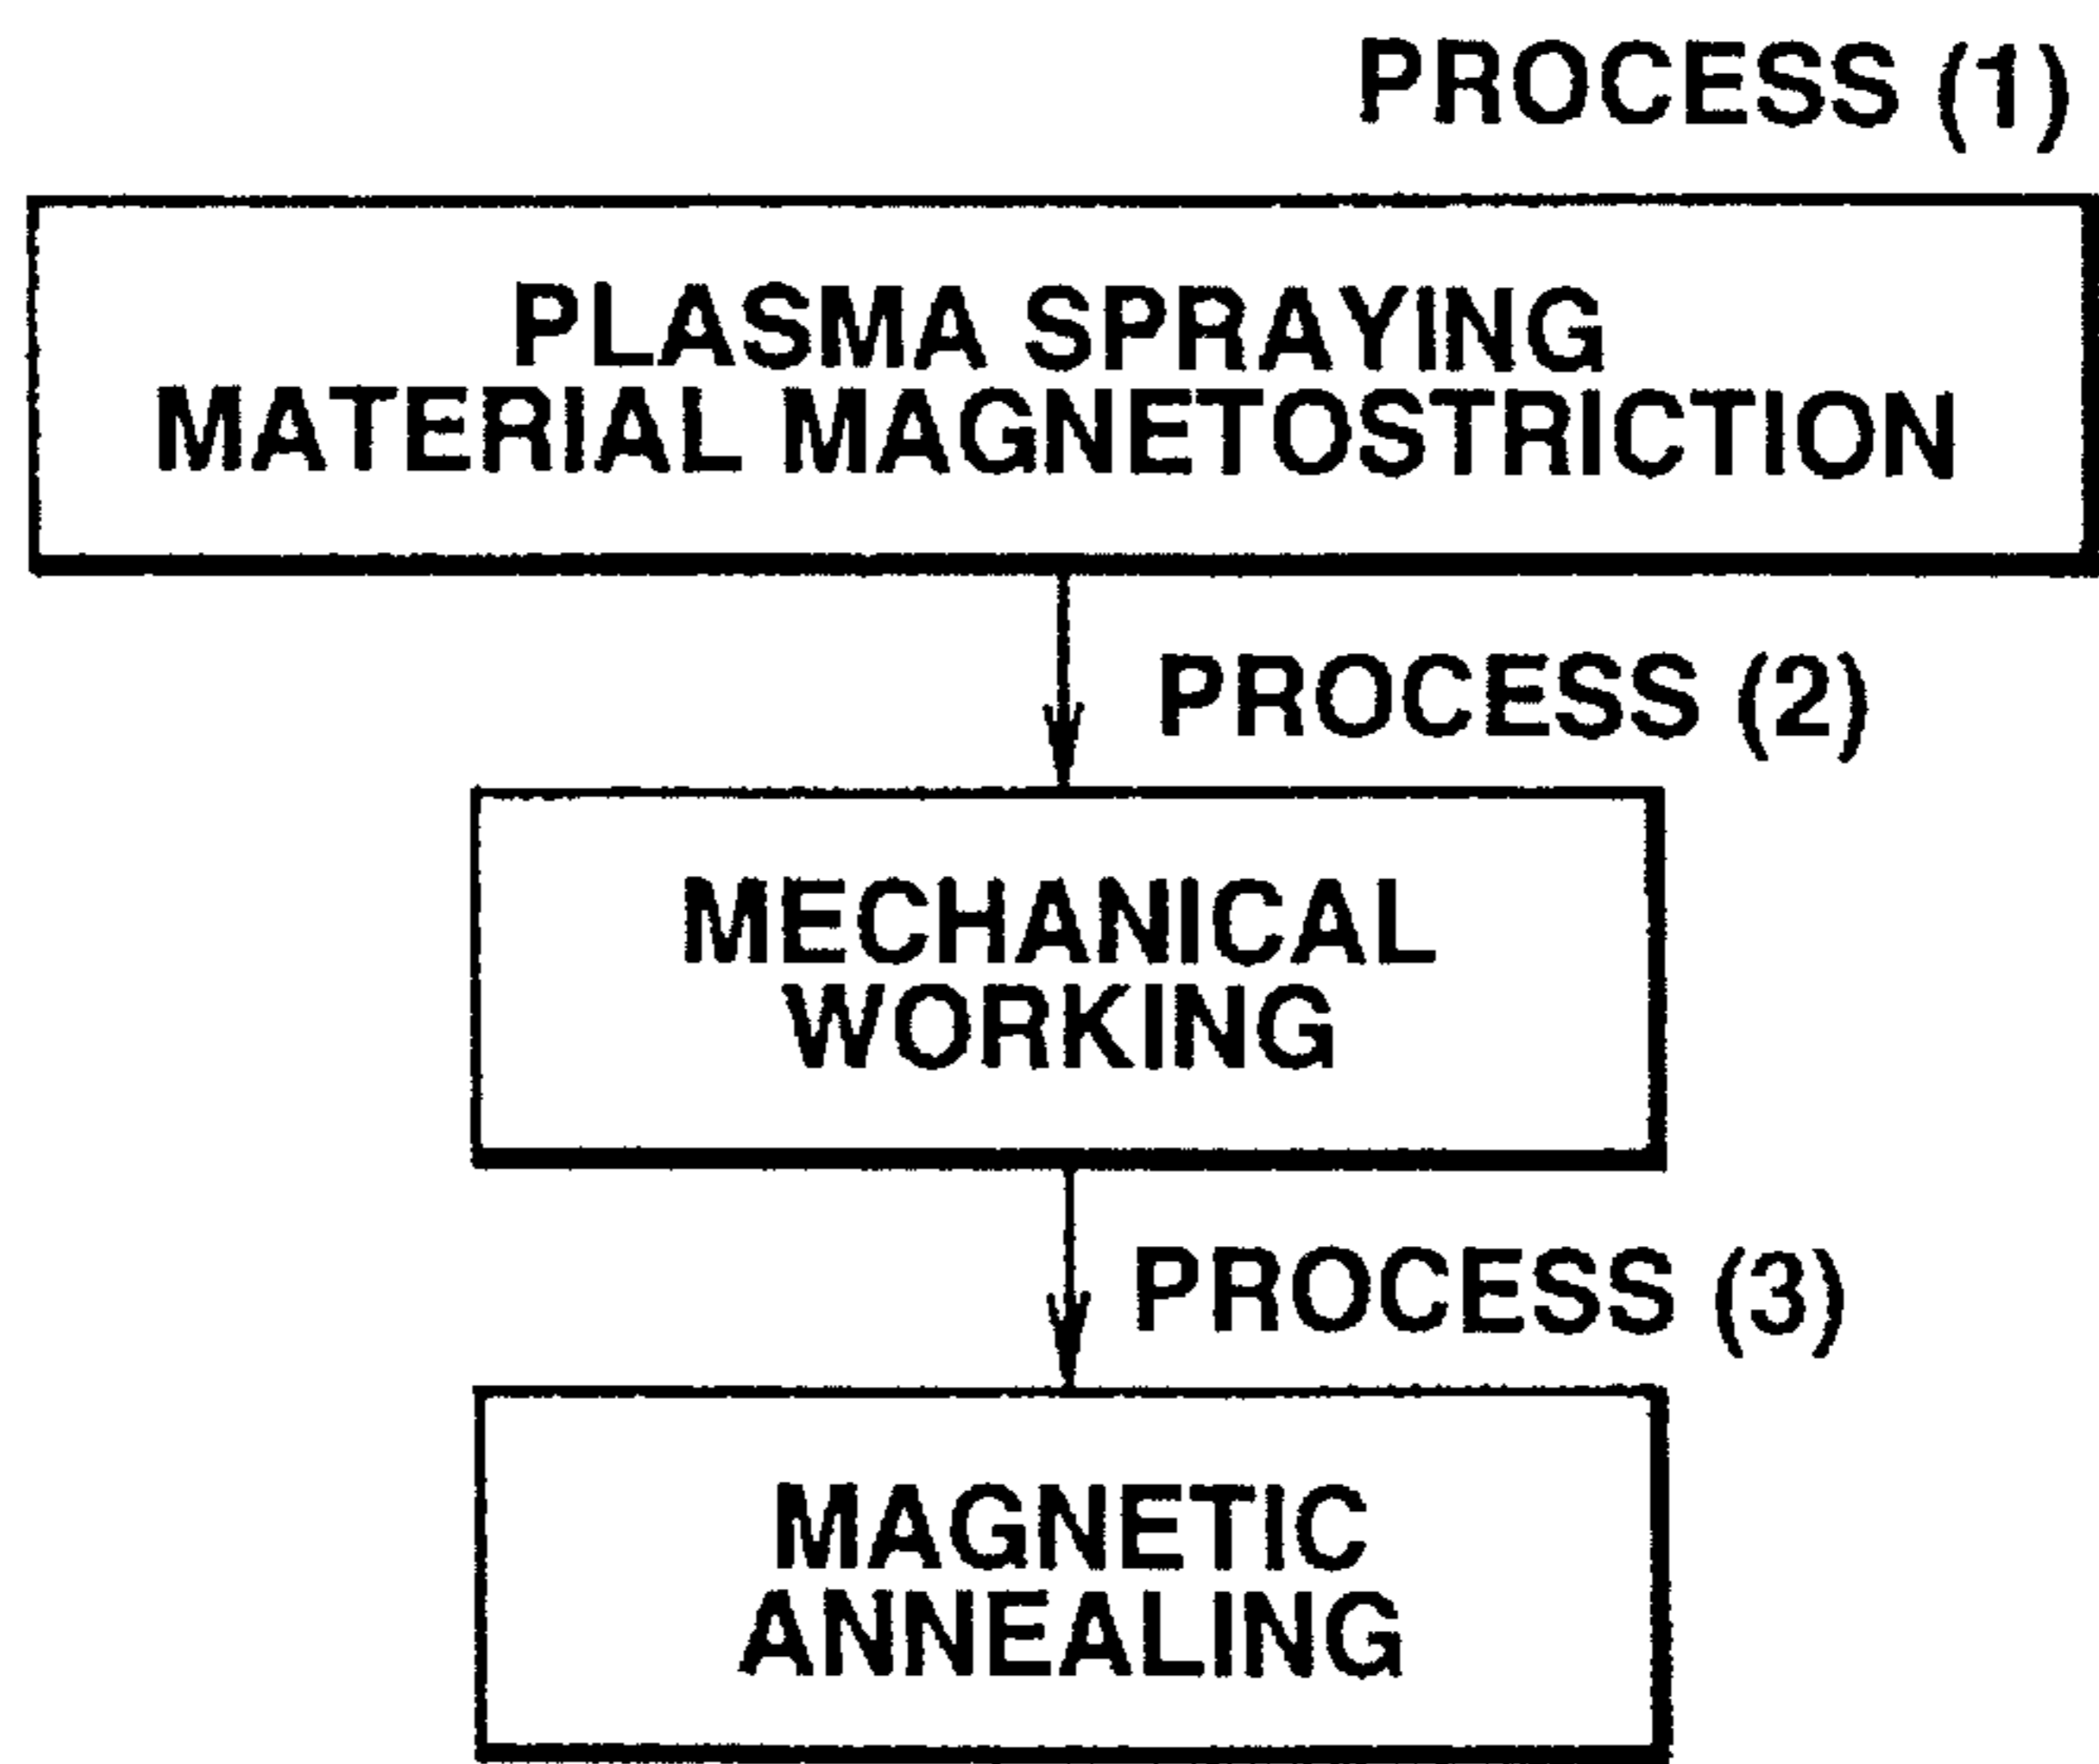 PROCESS (1)
PLASMA SPRAYING
MATERIAL MAGNETOSTRICTION
PROCESS (2)
MECHANICAL
WORKING
PROCESS (3)
MAGNETIC
ANNEALING